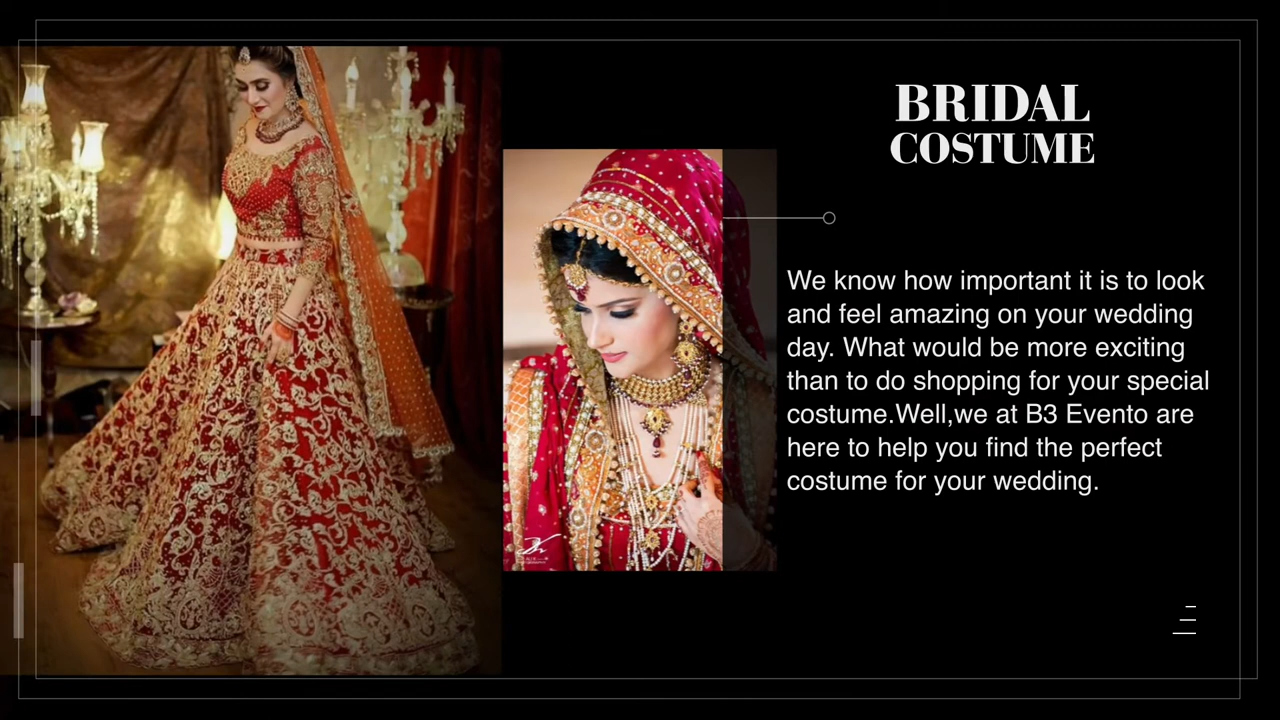 BRIDAL
COSTUME
We know how important it is to look
and feel amazing on your wedding
day. What would be more exciting
than to do shopping for your special
costume.Well,we at B3 Evento are
here to help you find the perfect
costume for your wedding.